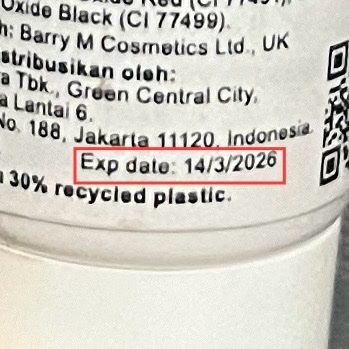 Oxide Black (CI 77499).
h: Barry M Cosmetics Ltd., UK
stribusikan oleh:
a Tbk., Green Central City,
a Lantai 6.
No. 188, Jakarta 11120, Indonesia
Exp date: 14/3/2026
30% recycled plastic.